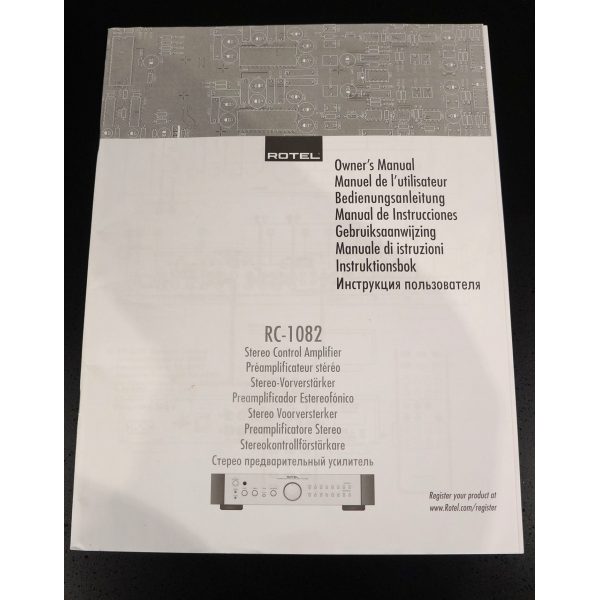 ROTEL
Owner's Manual
Manuel de l'utilisateur
Bedienungsanleitung
Manual de Instrucciones
Gebruiksaanwijzing
Manuale di istruzioni
Instruktionsbok
Инструкция пользователя
RC-1082
Stereo Control Amplifier
Préamplificateur stéréo
Stereo-Vorverstärker
Preamplificador Estereofónico
Stereo Voorversterker
Preamplificatore Stereo
Stereokontrollförstärkare
Стерео предварительный усилитель
ROTEL
Register your product at
www.Rotel.com/register